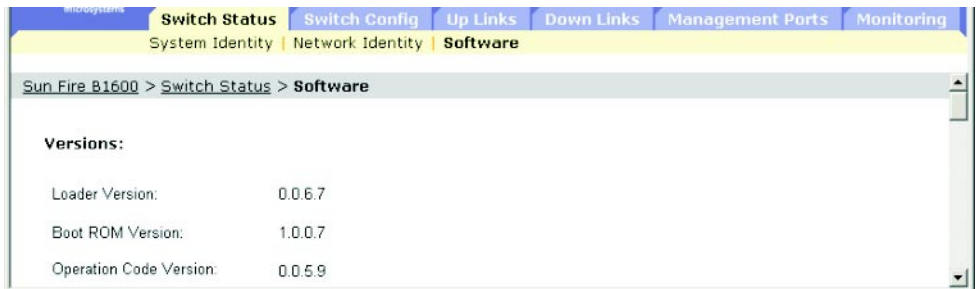 microsystems
Switch Status Switch Config Up Links Down Links Management Ports Monitoring
System Identity | Network Identity | Software
Sun Fire B1600 > Switch Status > Software
Versions:
Loader Version: 0.0.6.7
Boot ROM Version: 1.0.0.7
Operation Code Version: 0.0.5.9